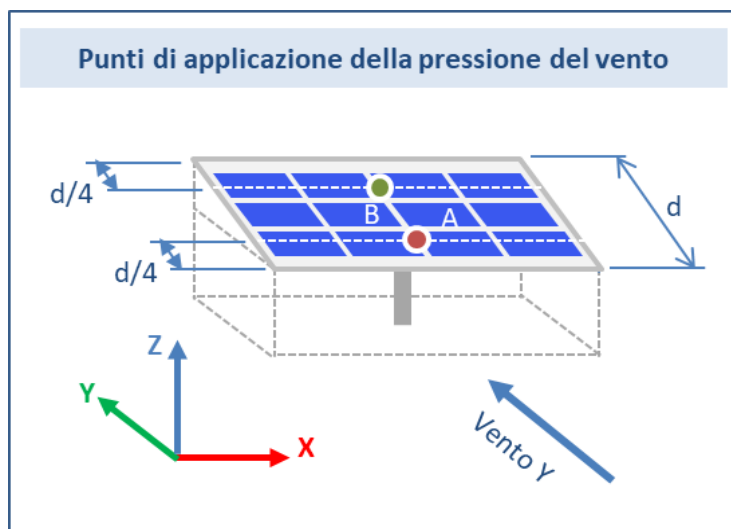 Punti di applicazione della pressione del vento
d/4
d
B A
d/4
Z
Y
X
Vento Y